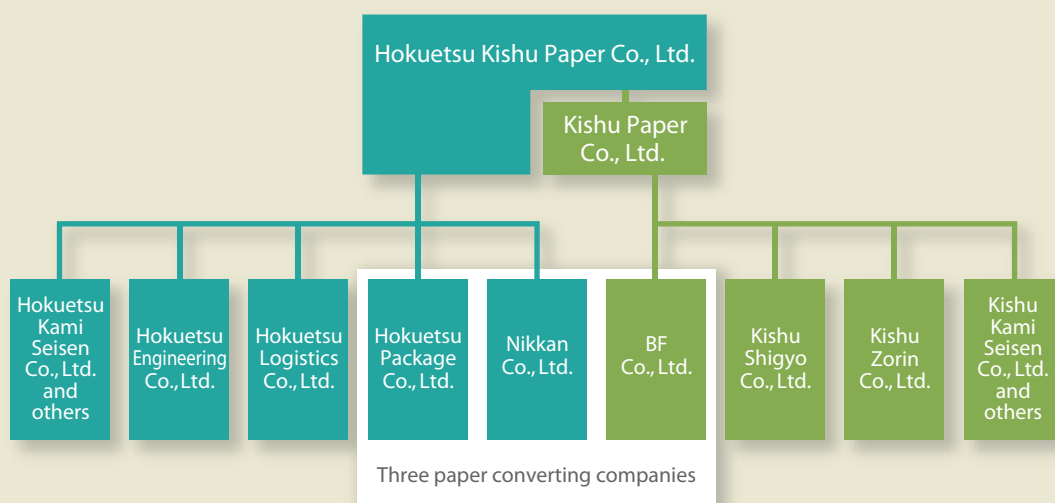 Hokuetsu Kishu Paper Co., Ltd.
Kishu Paper
Co., Ltd.
Hokuetsu
Kami
Seisen
Co., Ltd.
and
others
Hokuetsu
Engineering
Co., Ltd.
Hokuetsu
Logistics
Co., Ltd.
Hokuetsu
Package
Co., Ltd.
Nikkan
Co., Ltd.
BF
Co., Ltd.
Kishu
Shigyo
Co., Ltd.
Kishu
Zorin
Co., Ltd.
Kishu
Kami
Seisen
Co., Ltd.
and
others
Three paper converting companies